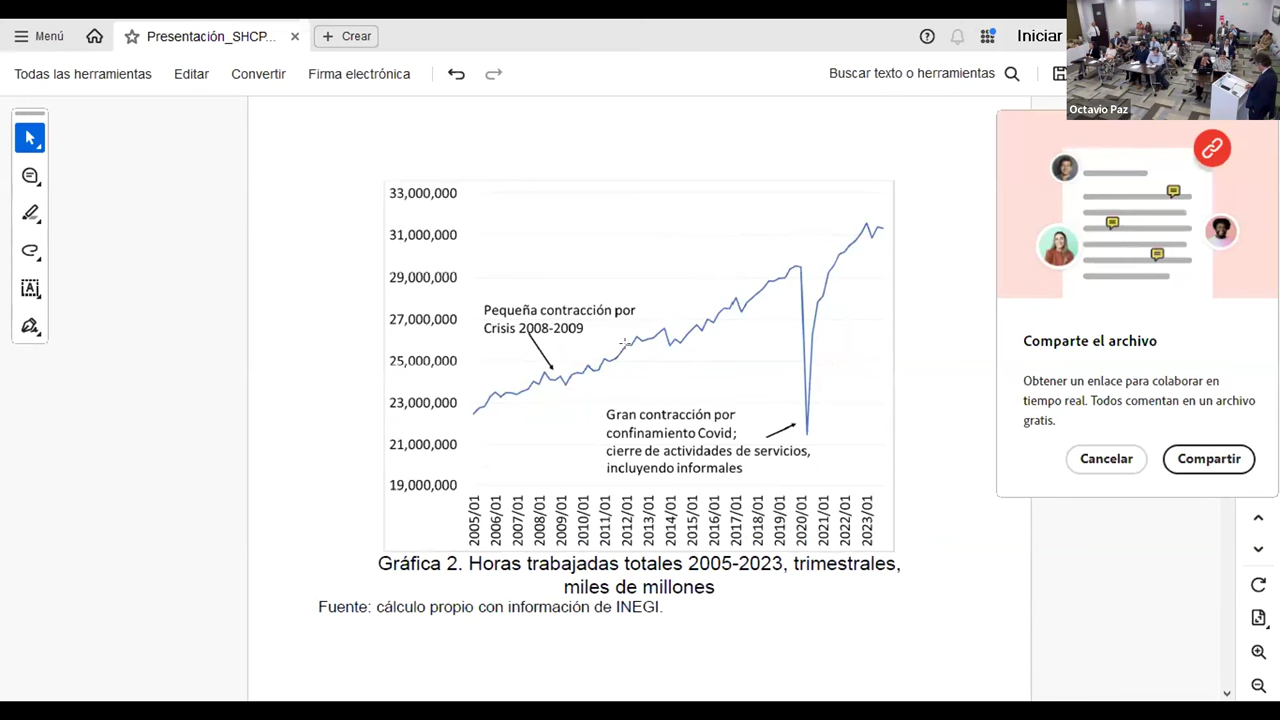 Menú
Presentación_SHCP...
Crear
Iniciar
Todas las herramientas
Editar
Convertir
Firma electrónica
Buscar texto o herramientas
Octavio Paz
33,000,000
31,000,000
29,000,000
27,000,000
25,000,000
23,000,000
21,000,000
19,000,000
Pequeña contracción por
Crisis 2008-2009
Gran contracción por
confinamiento Covid;
cierre de actividades de servicios,
incluyendo informales
2005/01
2006/01
2007/01
2008/01
2009/01
2010/01
2011/01
2012/01
2013/01
2014/01
2015/01
2016/01
2017/01
2018/01
2019/01
2020/01
2021/01
2022/01
2023/01
Gráfica 2. Horas trabajadas totales 2005-2023, trimestrales,
miles de millones
Fuente: cálculo propio con información de INEGI.
Comparte el archivo
Obtener un enlace para colaborar en
tiempo real. Todos comentan en un archivo
gratis.
Cancelar
Compartir